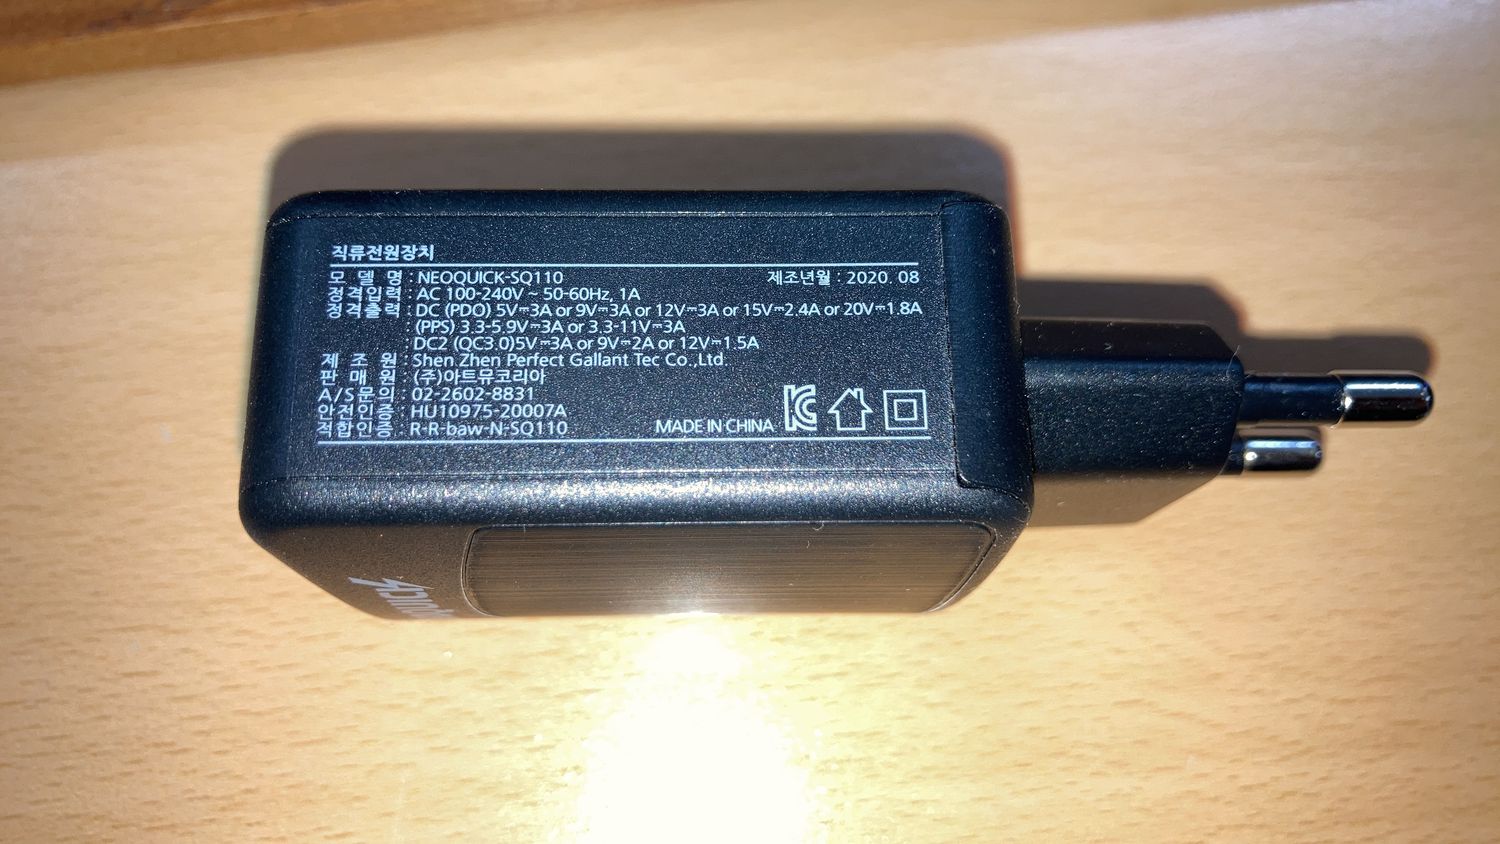 직류전원장치
모 델 명 : NEOQUICK-SQ110 제조년월 : 2020. 08
정격입력 : AC 100-240V ~ 50-60Hz, 1A
정격출력 : DC (PDO) 5V⎓3A or 9V⎓3A or 12V⎓3A or 15V⎓2.4A or 20V⎓1.8A
(PPS) 3.3-5.9V⎓3A or 3.3-11V⎓3A
DC2 (QC3.0)5V⎓3A or 9V⎓2A or 12V⎓1.5A
제 조 원 : Shen Zhen Perfect Gallant Tec Co.,Ltd.
판 매 원 : (주)아트뮤코리아
A/S문의 : 02-2602-8831
안전인증 : HU10975-20007A
적합인증 : R-R-baw-N-SQ110 MADE IN CHINA